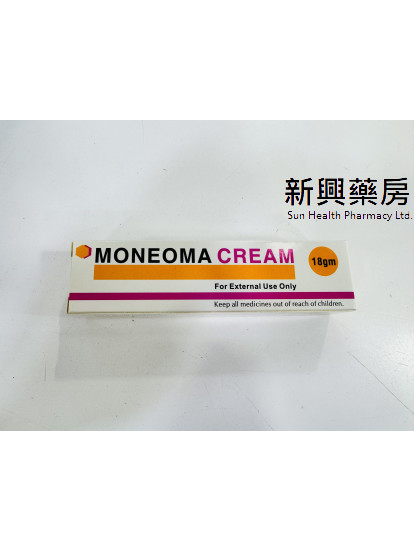 新興藥房
Sun Health Pharmacy Ltd.
MONEOMA CREAM
18gm
For External Use Only
Keep all medicines out of reach of children.